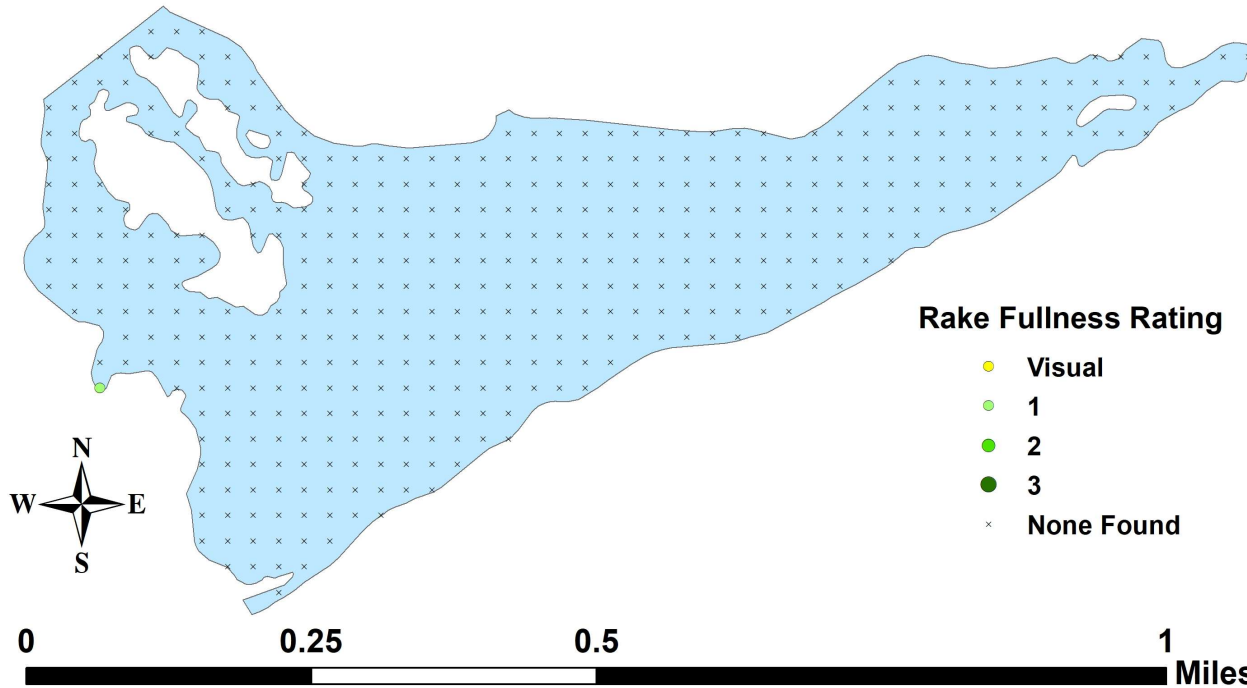 Rake Fullness Rating
Visual
1
2
3
None Found
N
W E
S
0 0.25 0.5 1
Miles